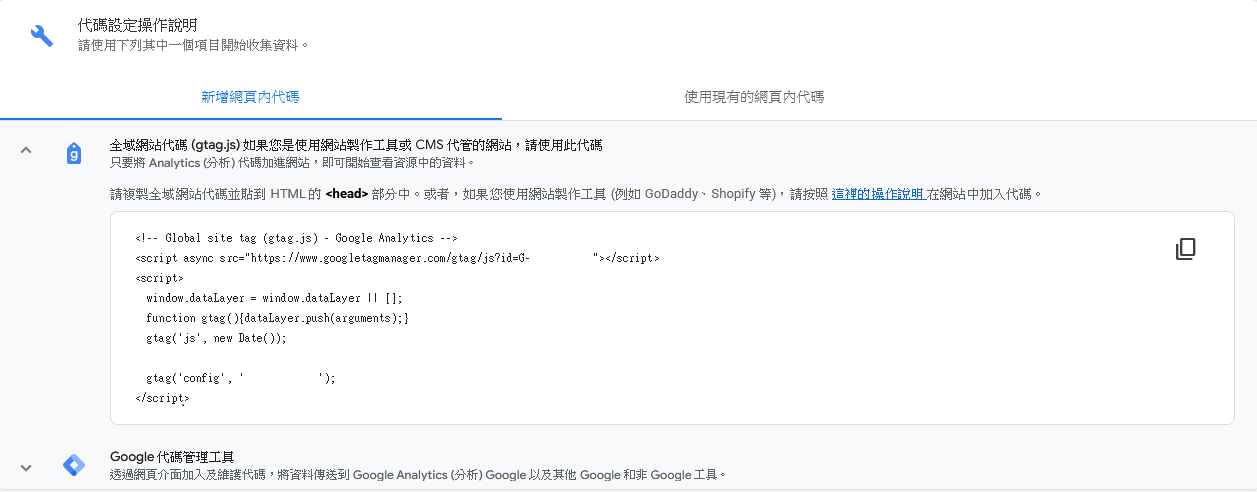 代碼設定操作說明
請使用下列其中一個項目開始收集資料。
新增網頁內代碼
使用現有的網頁內代碼
全域網站代碼 (gtag.js) 如果您是使用網站製作工具或 CMS 代管的網站，請使用此代碼
只要將 Analytics (分析) 代碼加進網站，即可開始查看資源中的資料。
請複製全域網站代碼並貼到 HTML 的 <head> 部分中。或者，如果您使用網站製作工具 (例如 GoDaddy、Shopify 等)，請按照 這裡的操作說明 在網站中加入代碼。
<!-- Global site tag (gtag.js) - Google Analytics -->
<script async src="https://www.googletagmanager.com/gtag/js?id=G-           "></script>
<script>
  window.dataLayer = window.dataLayer || [];
  function gtag(){dataLayer.push(arguments);}
  gtag('js', new Date());
  gtag('config', '             ');
</script>
Google 代碼管理工具
透過網頁介面加入及維護代碼，將資料傳送到 Google Analytics (分析) Google 以及其他 Google 和非 Google 工具。